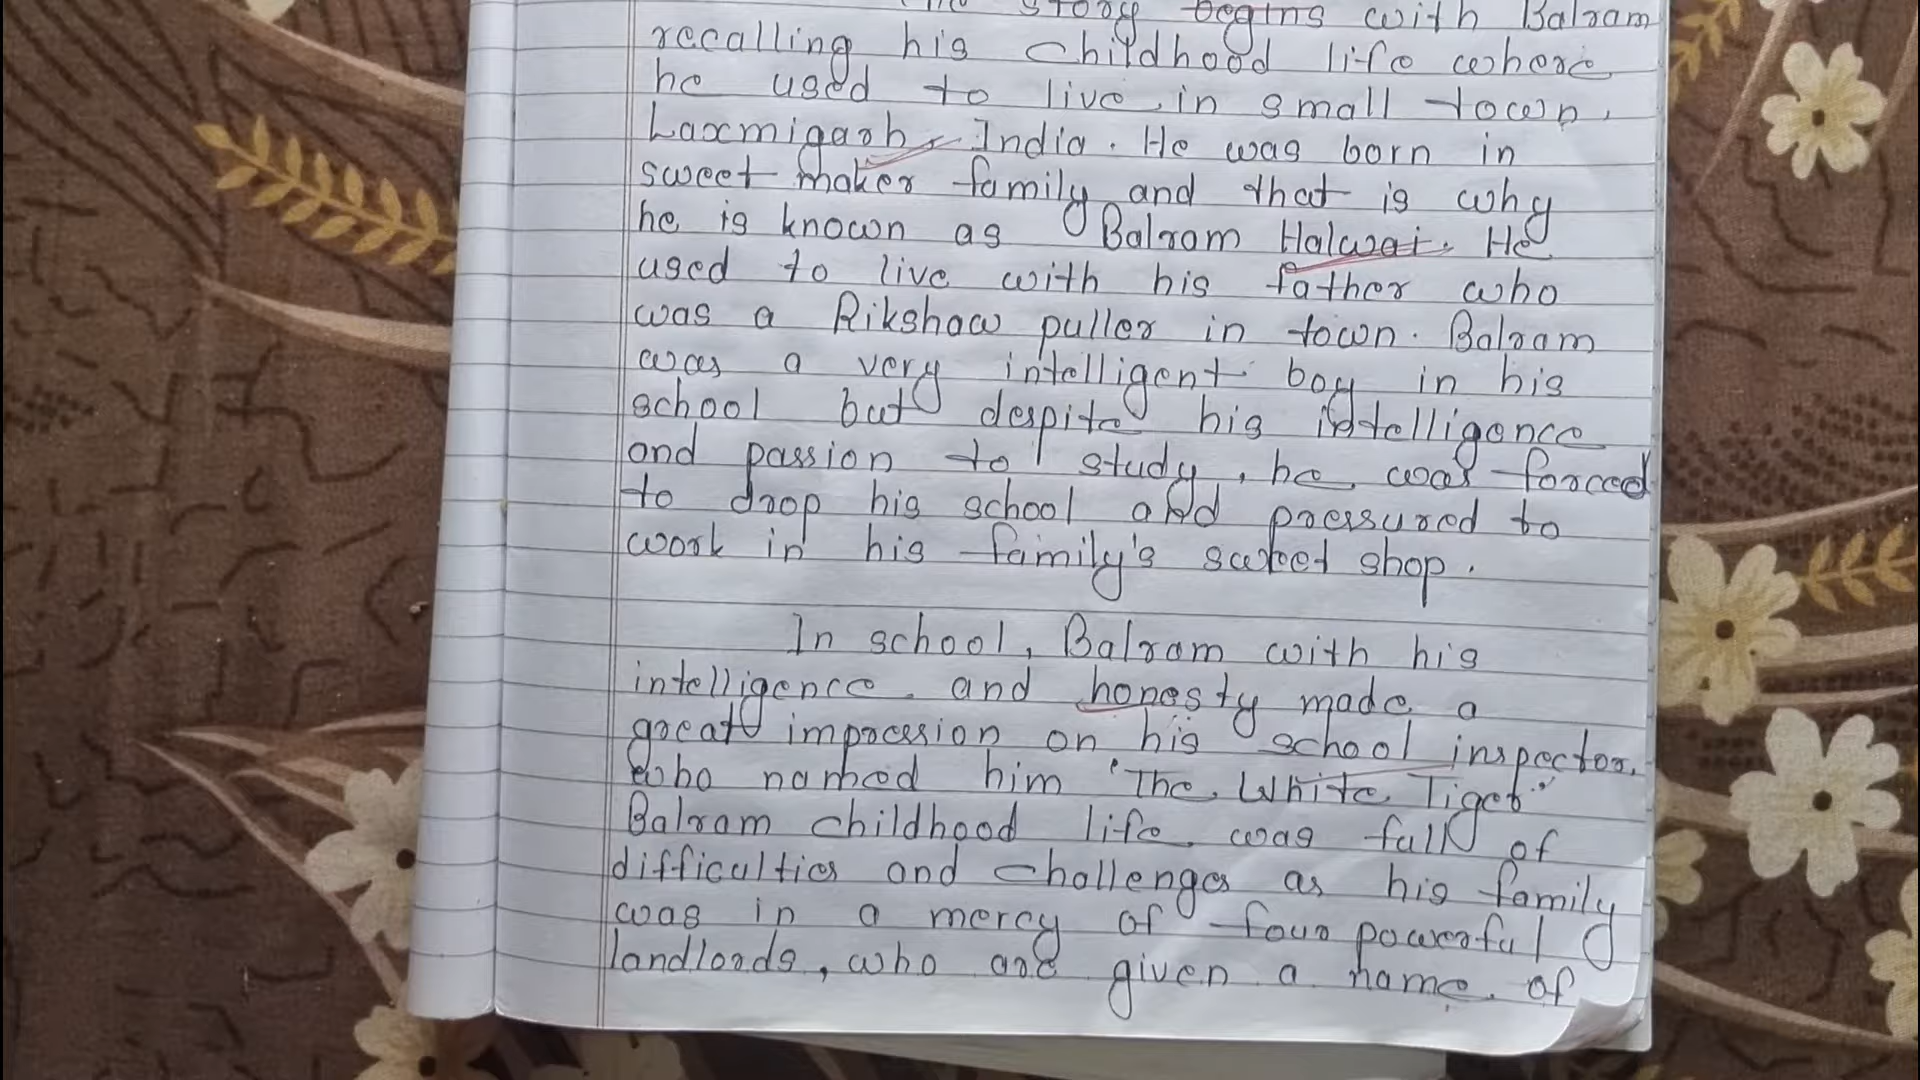 story begins with Balram
recalling his childhood life where
he used to live in small town,
Laxmigarh, India. He was born in
sweet maker family and that is why
he is known as Balram Halwai. He
used to live with his father who
was a Rikshaw puller in town. Balram
was a very intelligent boy in his
school but despite his intelligence
and passion to study, he was forced
to drop his school and pressured to
work in his family's sweet shop.
In school, Balram with his
intelligence and honesty made a
great impression on his school inspector,
who named him "The White Tiger"
Balram childhood life was full of
difficulties and challenges as his family
was in a mercy of four powerful
landlords, who are given a name of